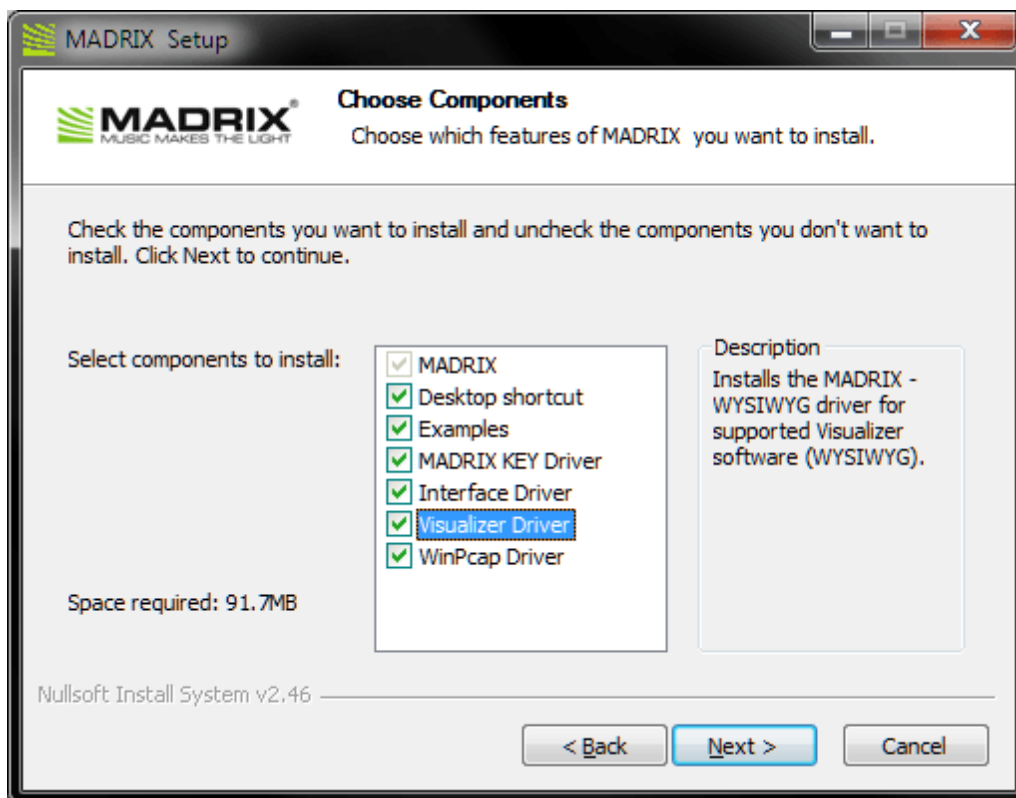 MADRIX Setup
MADRIX®
MUSIC MAKES THE LIGHT
Choose Components
Choose which features of MADRIX you want to install.
Check the components you want to install and uncheck the components you don't want to
install. Click Next to continue.
Select components to install:
MADRIX
Desktop shortcut
Examples
MADRIX KEY Driver
Interface Driver
Visualizer Driver
WinPcap Driver
Description
Installs the MADRIX -
WYSIWYG driver for
supported Visualizer
software (WYSIWYG).
Space required: 91.7MB
Nullsoft Install System v2.46
< Back
Next >
Cancel